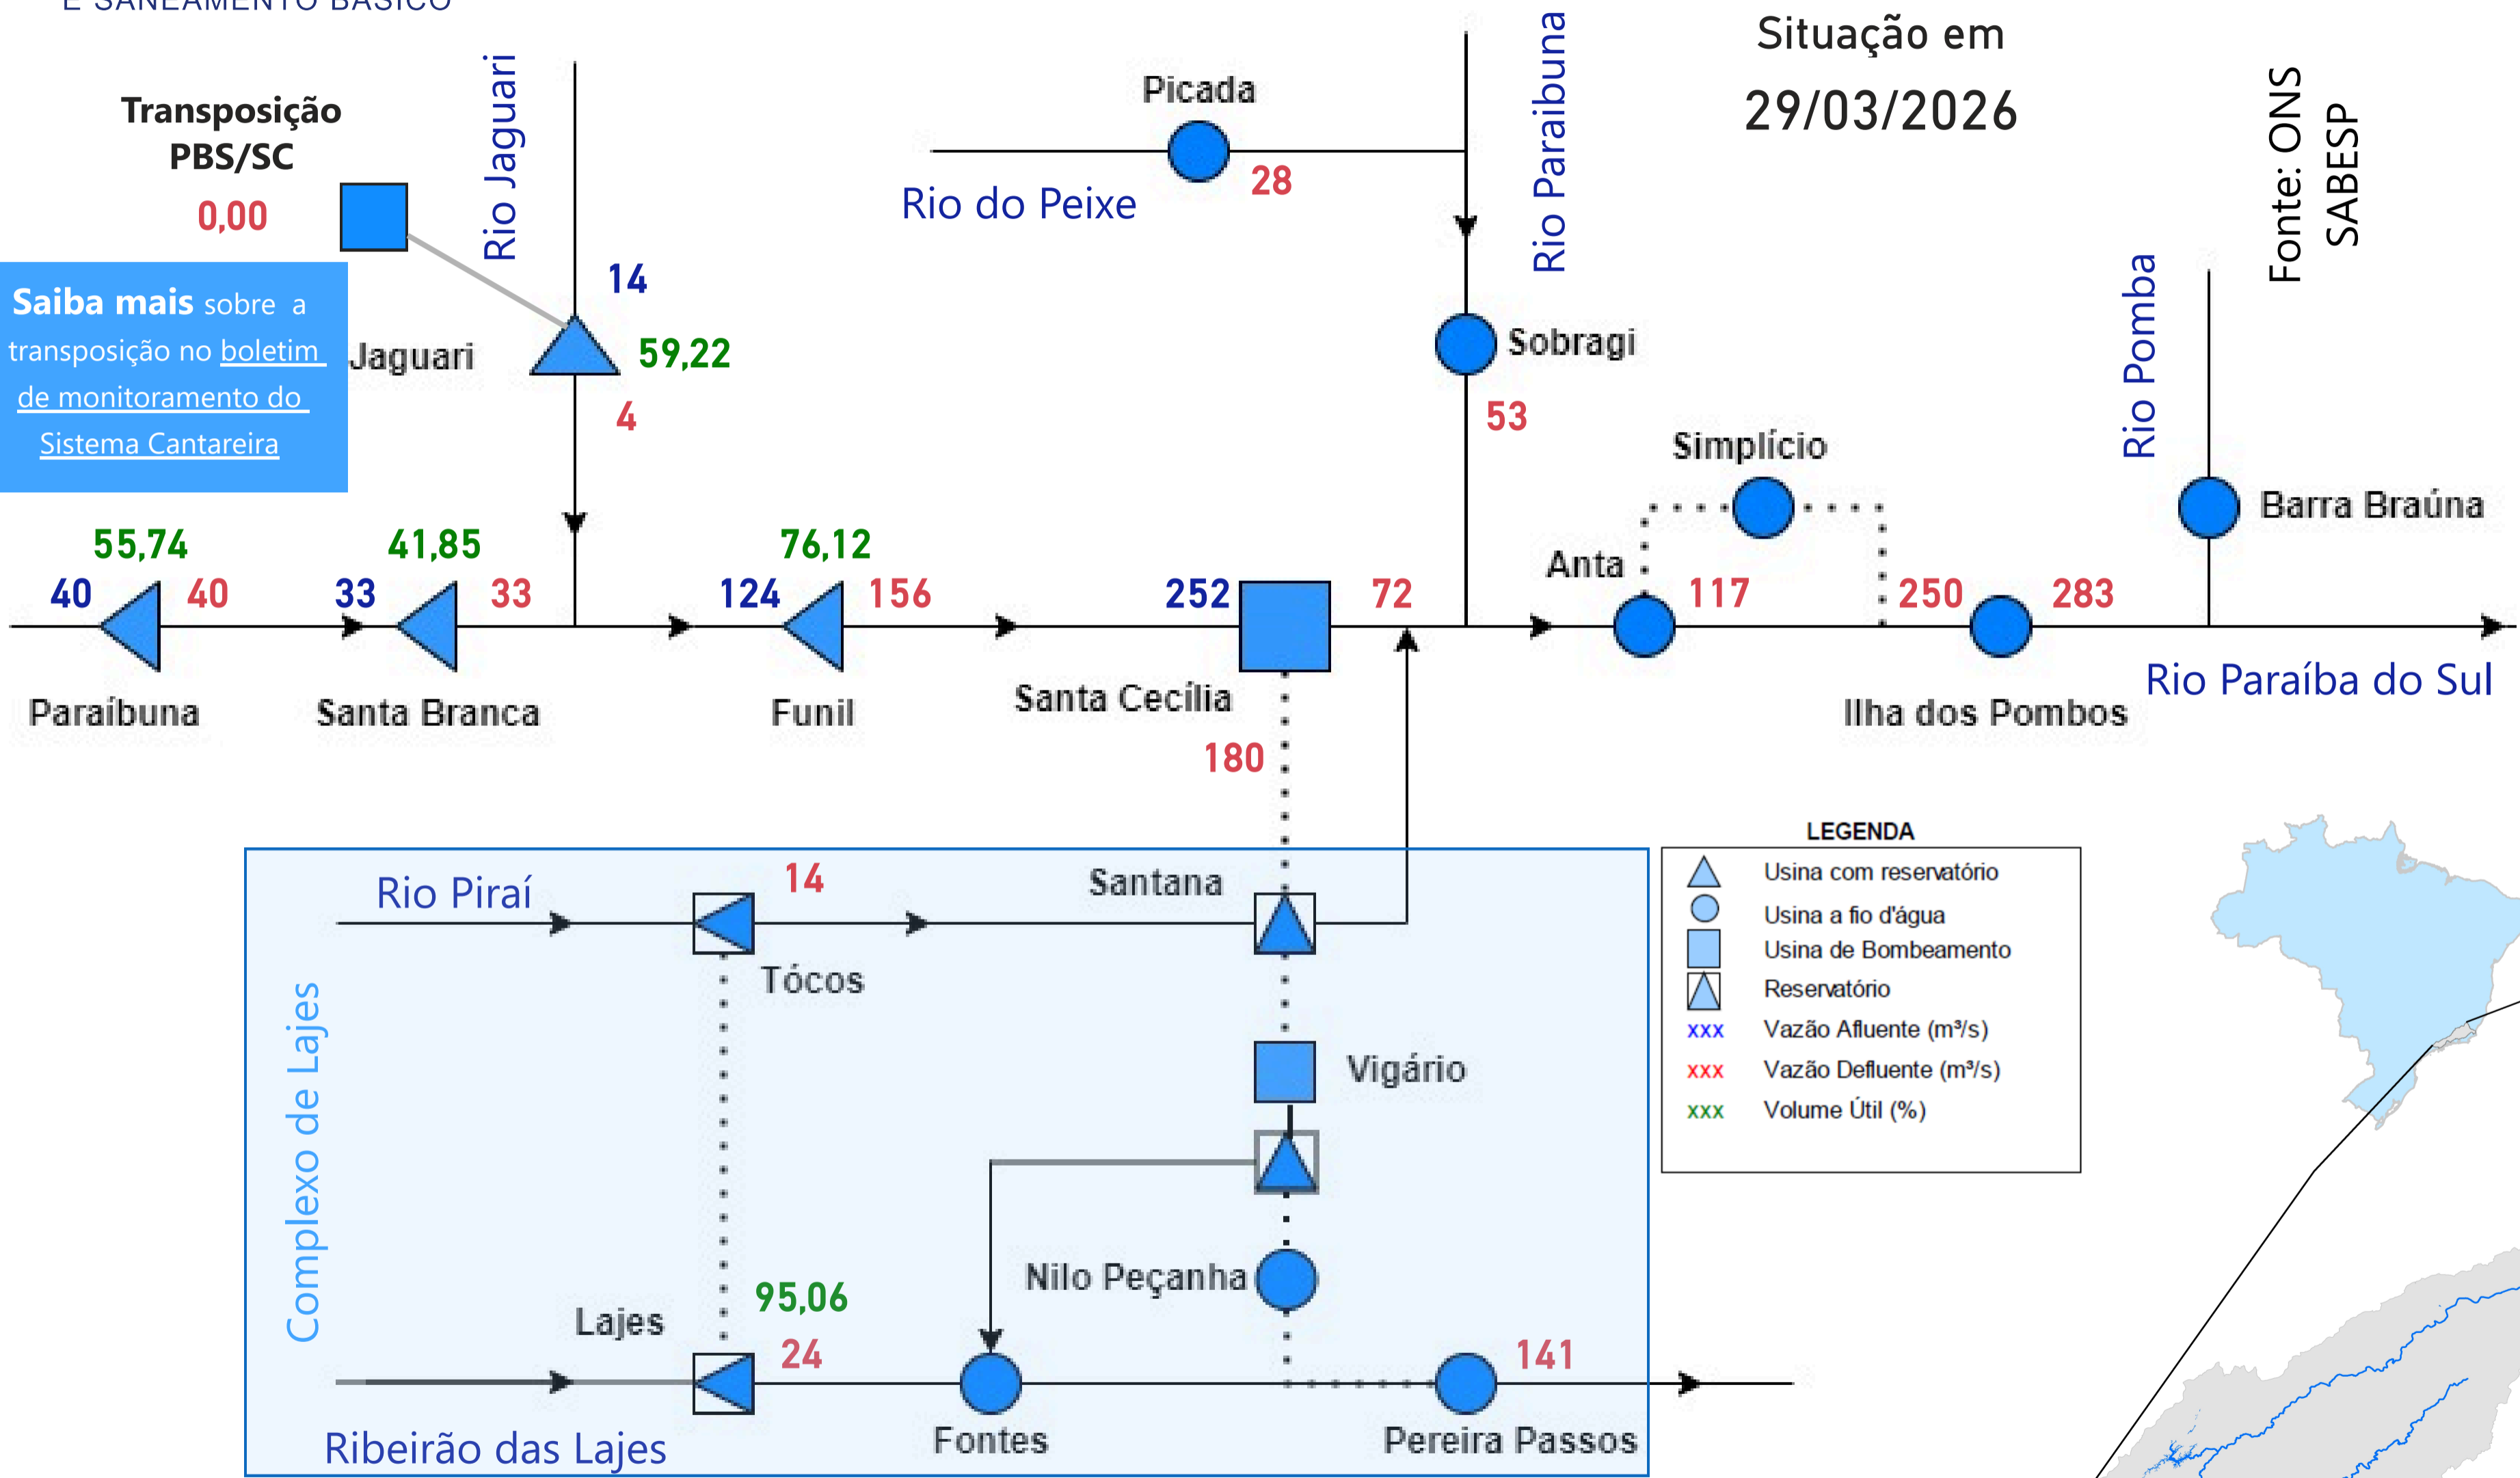 E SANEAMENTO BÁSICO
Situação em
29/03/2026
Fonte: ONS
SABESP
Transposição
PBS/SC
0,00
Rio Jaguari
Picada
28
Rio do Peixe
Rio Paraibuna
Saiba mais sobre a
transposição no boletim
de monitoramento do
Sistema Cantareira
14
Jaguari
59,22
4
Sobragi
53
Rio Pomba
Simplício
Barra Braúna
55,74
41,85
76,12
Anta
40
40
33
33
124
156
252
72
117
250
283
Paraíbuna
Santa Branca
Funil
Santa Cecília
Ilha dos Pombos
Rio Paraíba do Sul
180
Complexo de Lajes
Rio Piraí
14
Santana
Tócos
Vigário
Nilo Peçanha
95,06
Lajes
24
141
Ribeirão das Lajes
Fontes
Pereira Passos
LEGENDA
Usina com reservatório
Usina a fio d'água
Usina de Bombeamento
Reservatório
xxx Vazão Afluente (m³/s)
xxx Vazão Defluente (m³/s)
xxx Volume Útil (%)